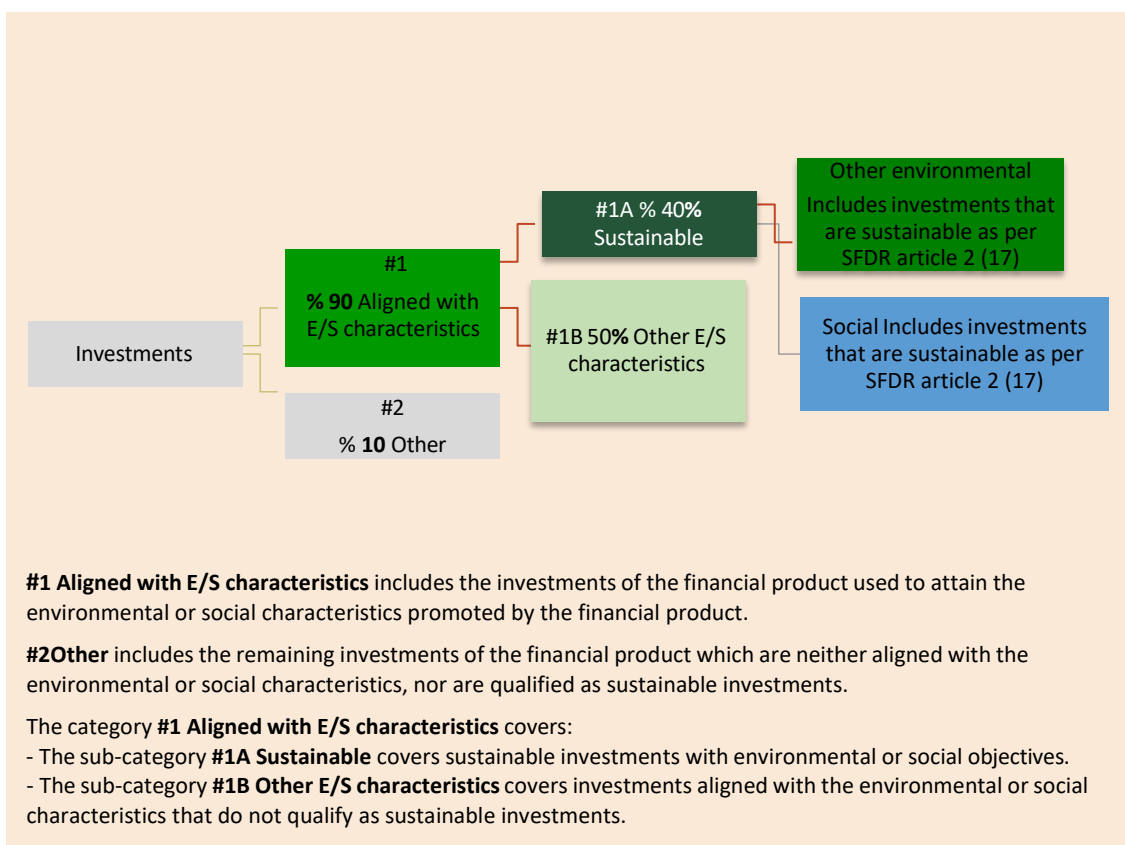 Investments
#1
% 90 Aligned with
E/S characteristics
#2
% 10 Other
#1A % 40%
Sustainable
#1B 50% Other E/S
characteristics
Other environmental
Includes investments that
are sustainable as per
SFDR article 2 (17)
Social Includes investments
that are sustainable as per
SFDR article 2 (17)
#1 Aligned with E/S characteristics includes the investments of the financial product used to attain the
environmental or social characteristics promoted by the financial product.
#2Other includes the remaining investments of the financial product which are neither aligned with the
environmental or social characteristics, nor are qualified as sustainable investments.
The category #1 Aligned with E/S characteristics covers:
- The sub-category #1A Sustainable covers sustainable investments with environmental or social objectives.
- The sub-category #1B Other E/S characteristics covers investments aligned with the environmental or social
characteristics that do not qualify as sustainable investments.